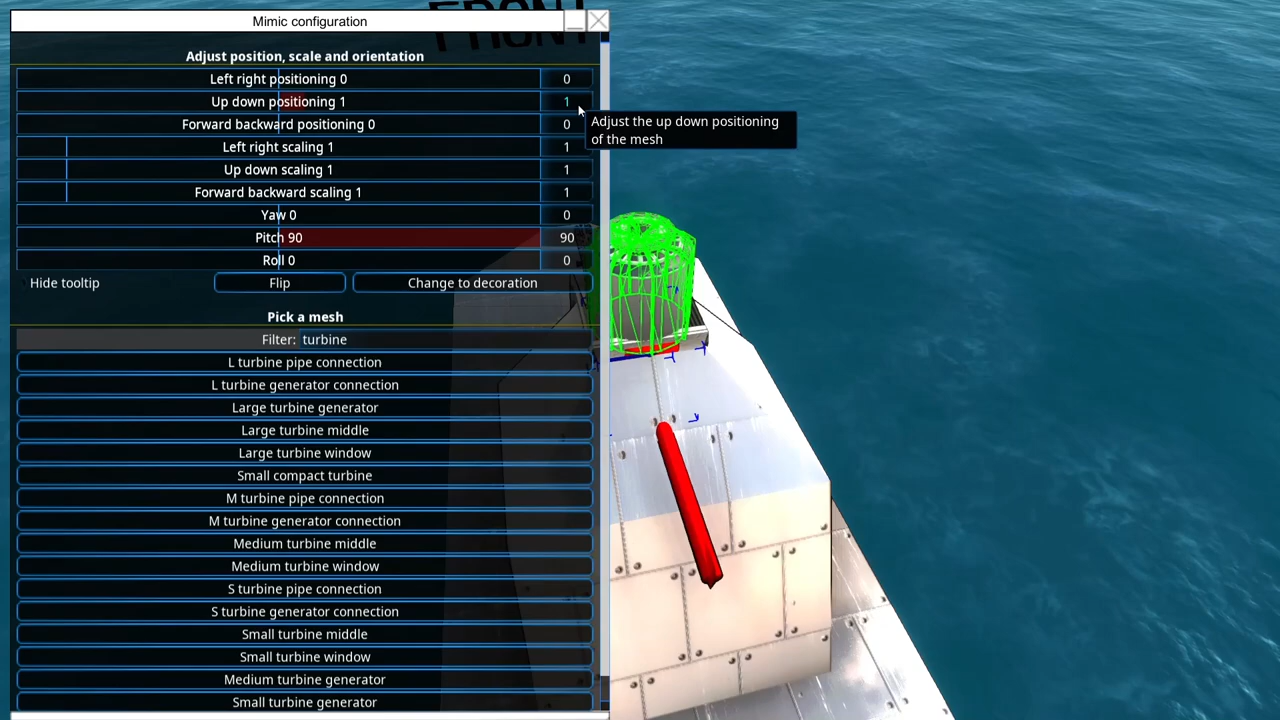 FRONT
Mimic configuration
Adjust position, scale and orientation
Left right positioning 0 0
Up down positioning 1 1
Adjust the up down positioning
of the mesh
Forward backward positioning 0 0
Left right scaling 1 1
Up down scaling 1 1
Forward backward scaling 1 1
Yaw 0 0
Pitch 90 90
Roll 0 0
Hide tooltip Flip Change to decoration
Pick a mesh
Filter: turbine
L turbine pipe connection
L turbine generator connection
Large turbine generator
Large turbine middle
Large turbine window
Small compact turbine
M turbine pipe connection
M turbine generator connection
Medium turbine middle
Medium turbine window
S turbine pipe connection
S turbine generator connection
Small turbine middle
Small turbine window
Medium turbine generator
Small turbine generator